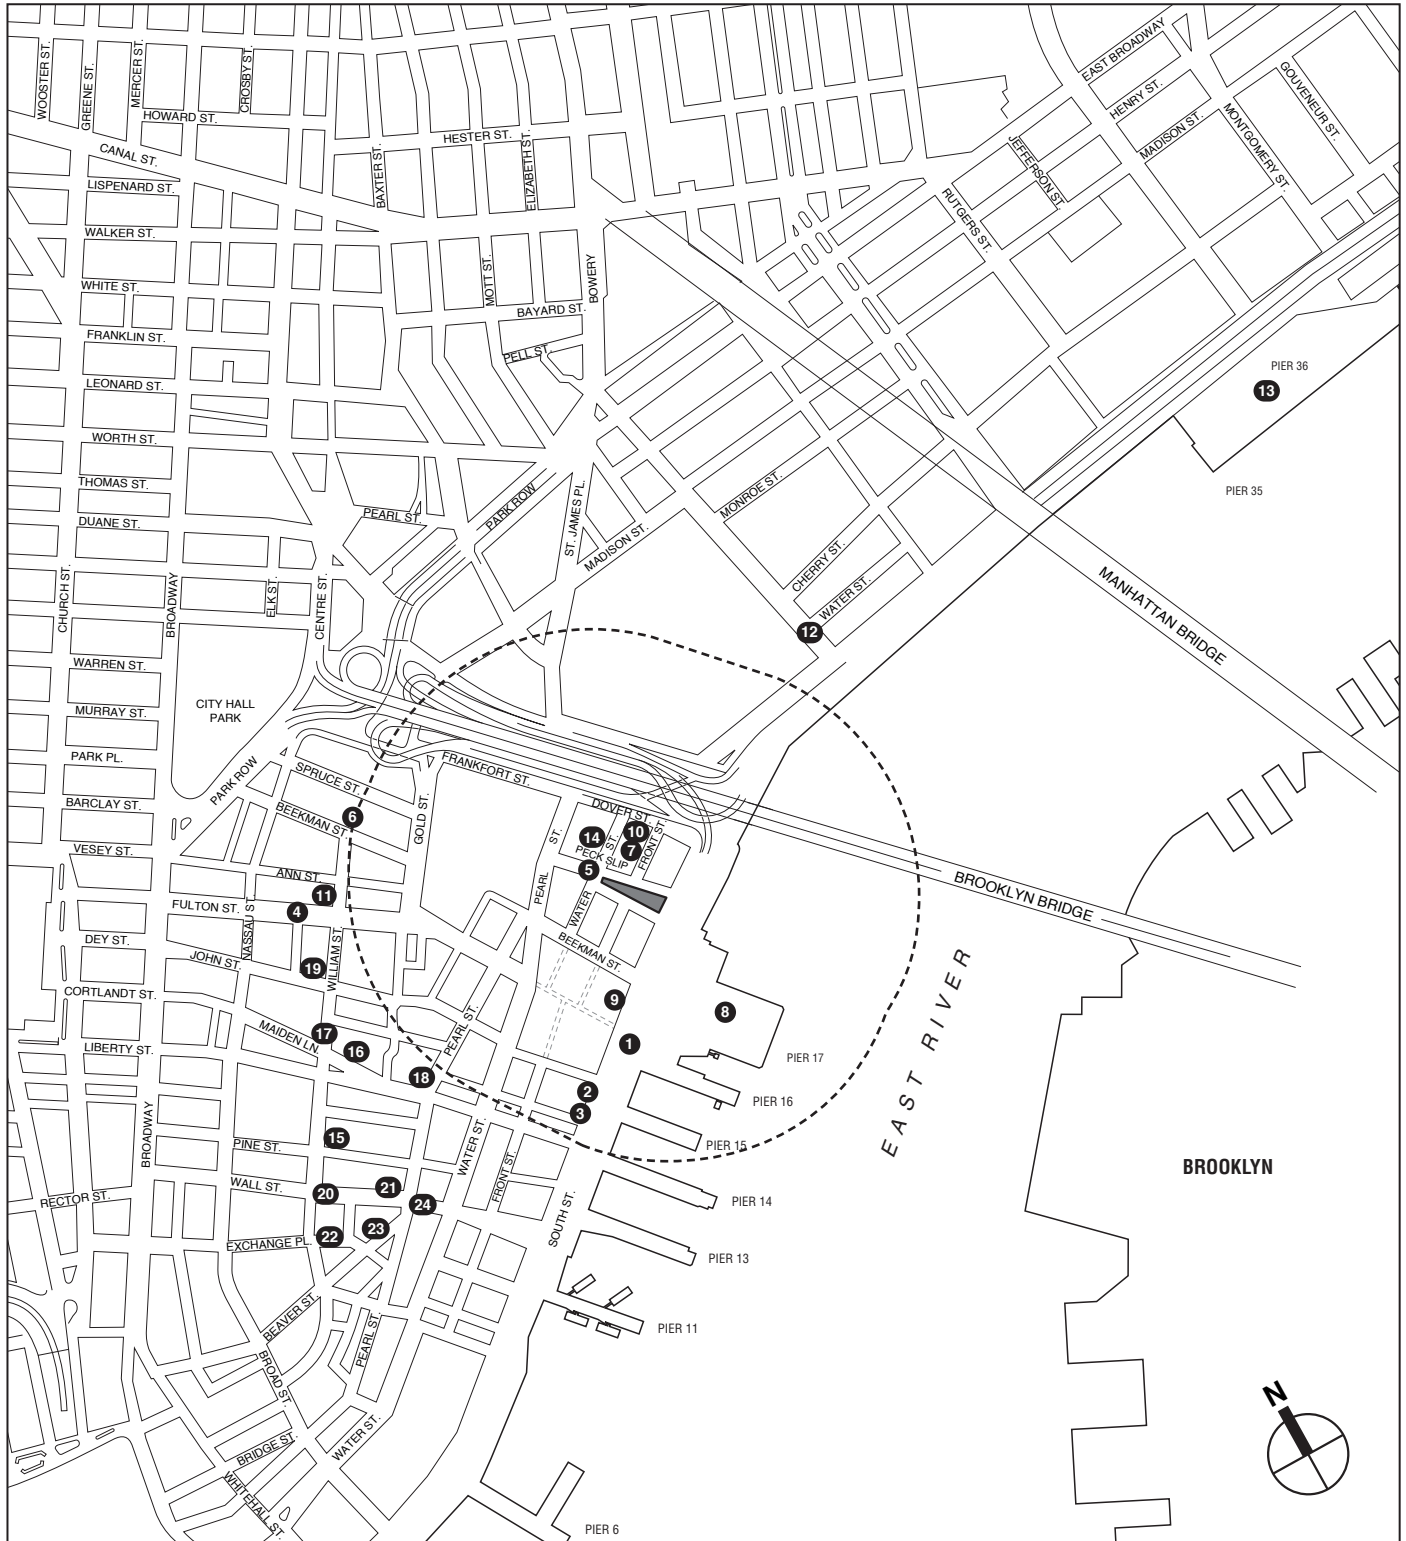 WOOSTER ST.
GREENE ST.
MERCER ST.
CROSBY ST.
HOWARD ST.
CANAL ST.
LISPENARD ST.
WALKER ST.
WHITE ST.
FRANKLIN ST.
LEONARD ST.
WORTH ST.
THOMAS ST.
DUANE ST.
BAXTER ST.
HESTER ST.
ELIZABETH ST.
MOTT ST.
BOWERY
BAYARD ST.
PELL ST.
EAST BROADWAY
HENRY ST.
MADISON ST.
GOUVENEUR ST.
MONTGOMERY ST.
JEFFERSON ST.
RUTGERS ST.
PIER 36
13
PIER 35
PEARL ST.
PARK ROW
ST. JAMES PL.
MADISON ST.
MONROE ST.
CHERRY ST.
WATER ST.
12
MANHATTAN BRIDGE
CHURCH ST.
BROADWAY
ELK ST.
CENTRE ST.
WARREN ST.
MURRAY ST.
PARK PL.
BARCLAY ST.
VESEY ST.
CITY HALL
PARK
PARK ROW
SPRUCE ST.
BEEKMAN ST.
6
GOLD ST.
FRANKFORT ST.
DOVER ST.
14
10
7
ST.
ST.
FRONT ST.
PECK SLIP
5
PEARL
WATER
BEEKMAN ST.
ANN ST.
11
4
FULTON ST.
NASSAU ST.
WILLIAM ST.
DEY ST.
JOHN ST.
19
CORTLANDT ST.
MAIDEN LN.
LIBERTY ST.
17
16
18
PEARL ST.
9
1
8
2
3
PIER 17
PIER 16
PIER 15
PIER 14
PIER 13
PIER 11
PIER 6
BROOKLYN BRIDGE
EAST RIVER
BROOKLYN
BROADWAY
PINE ST.
15
WALL ST.
RECTOR ST.
20
21
24
22
23
EXCHANGE PL.
WATER ST.
FRONT ST.
SOUTH ST.
BEAVER ST.
PEARL ST.
BROAD ST.
BRIDGE ST.
WATER ST.
WHITEHALL ST.
N